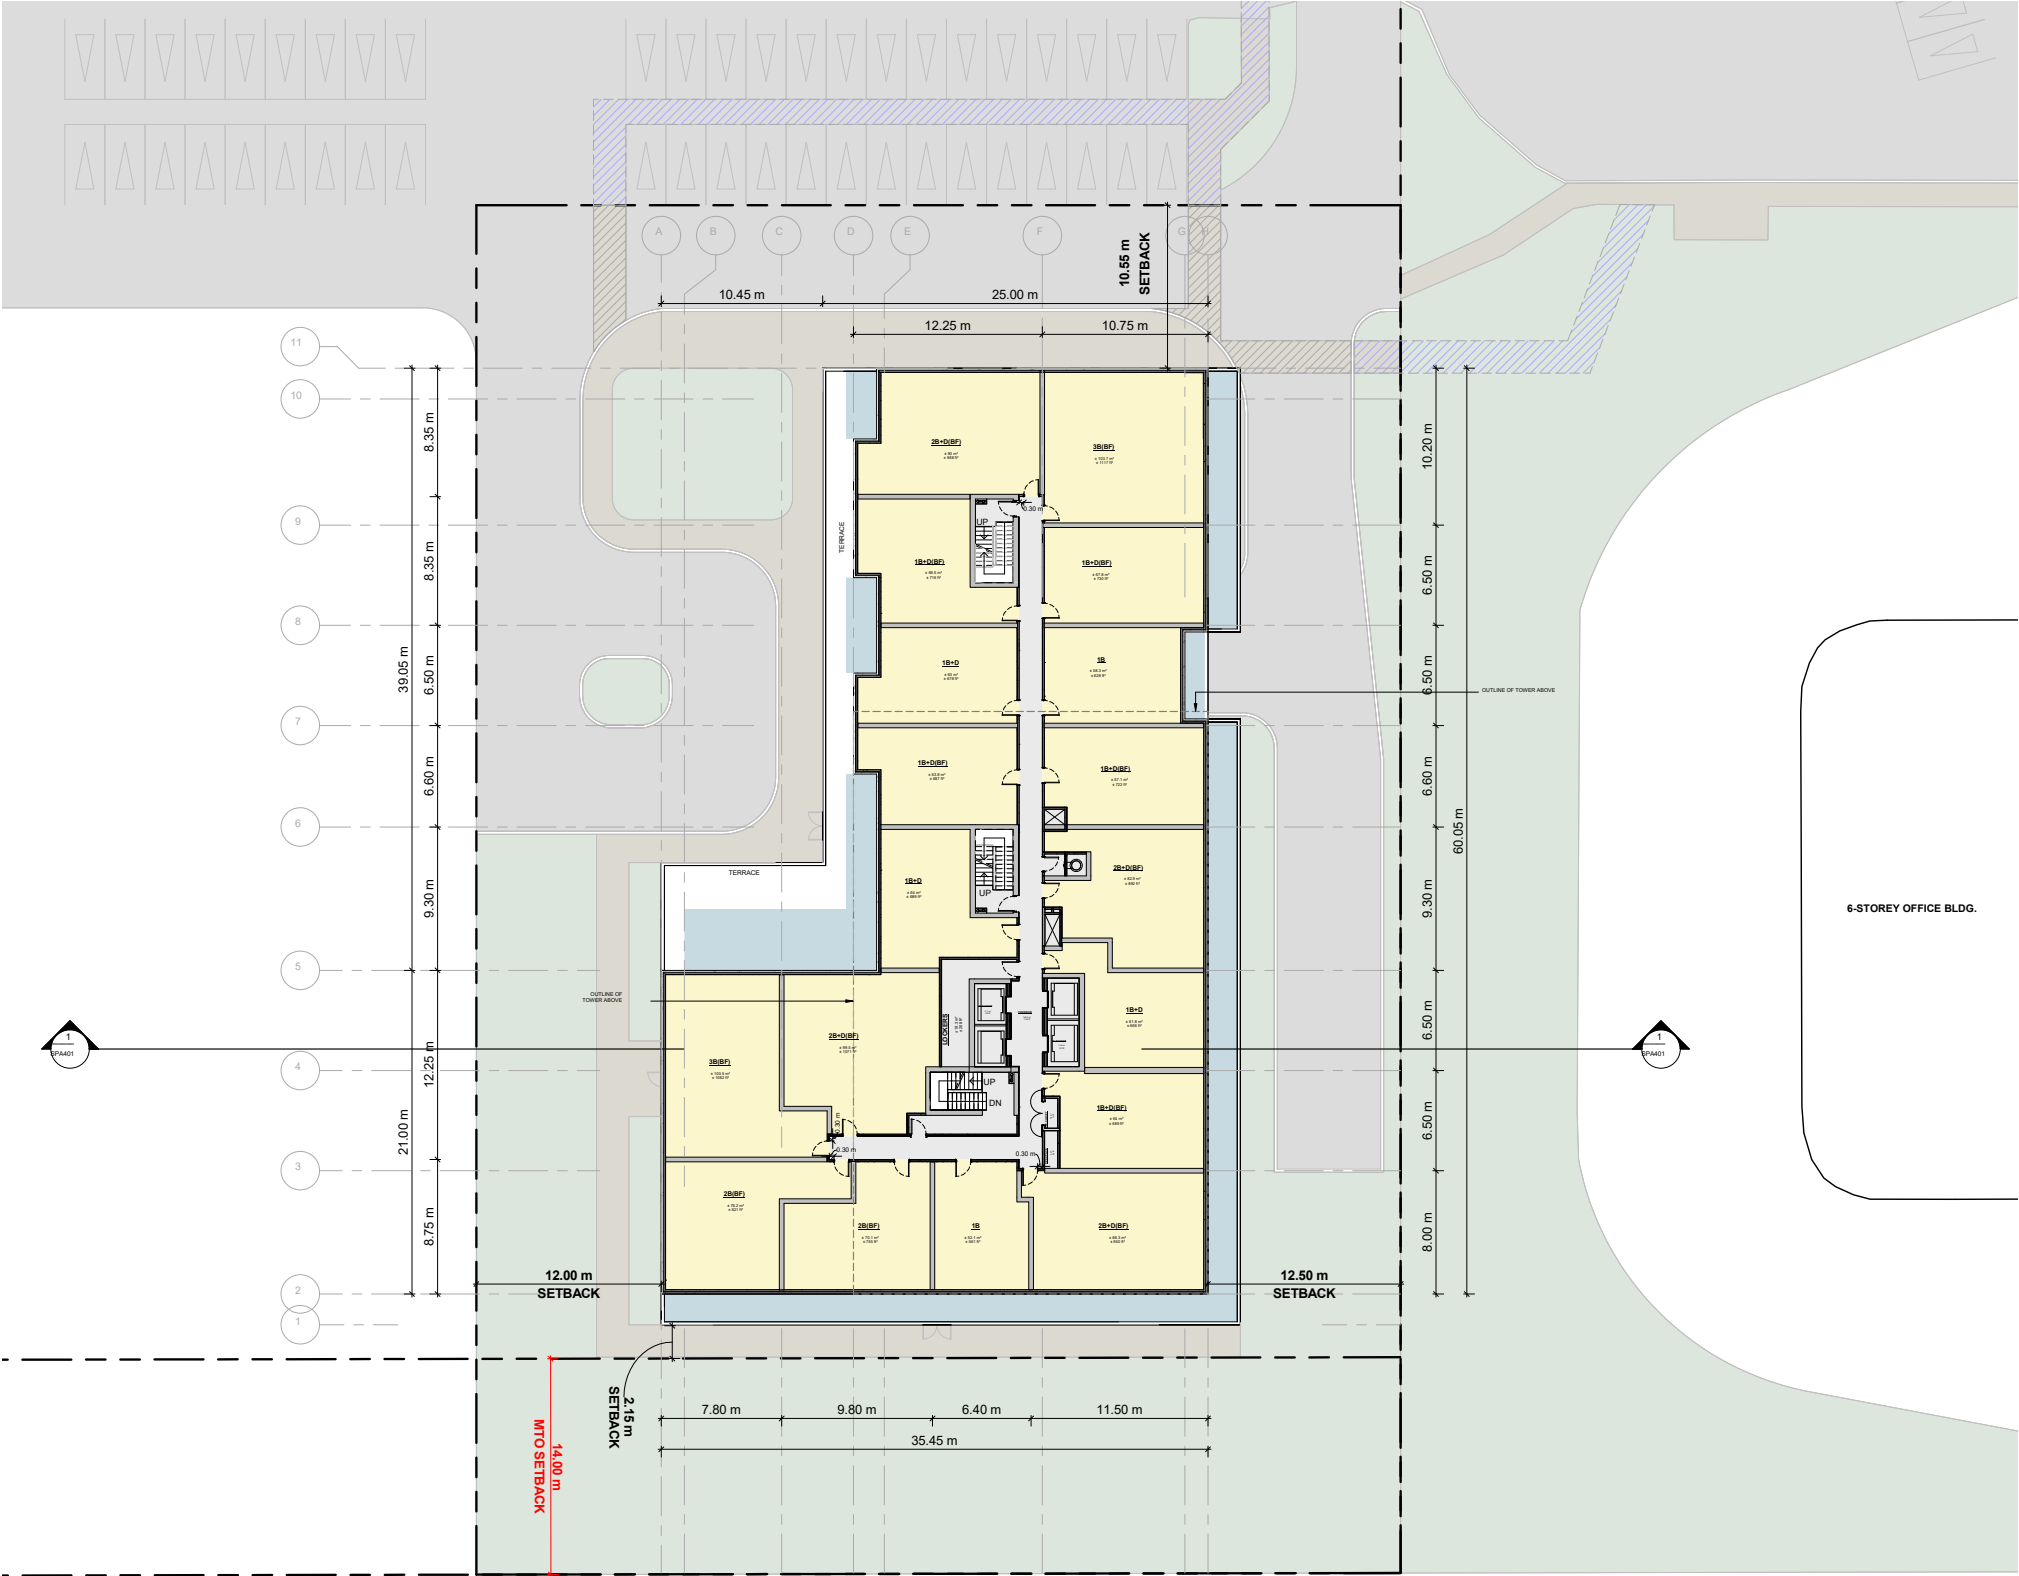 A
B
C
D
E
F
G
10.55 m
SETBACK
10.45 m
25.00 m
12.25 m
10.75 m
11
10
9
8
7
6
5
4
3
2
1
8.35 m
8.35 m
6.50 m
6.60 m
9.30 m
12.25 m
8.75 m
39.05 m
21.00 m
10.20 m
6.50 m
6.50 m
6.60 m
9.30 m
6.50 m
6.50 m
8.00 m
60.05 m
2B+D(BF)
3B(BF)
0.30 m
UP
TERRACE
1B+D(BF)
1B+D(BF)
1B+D
1B
OUTLINE OF TOWER ABOVE
1B+D(BF)
1B+D(BF)
TERRACE
1B+D
UP
2B+D(BF)
6-STOREY OFFICE BLDG.
OUTLINE OF
TOWER ABOVE
LOCKERS
1B+D
2B+D(BF)
3B(BF)
1
SPA401
1
SPA401
UP
DN
1B+D(BF)
0.30 m
0.30 m
0.30 m
2B(BF)
2B(BF)
1B
2B+D(BF)
12.00 m
SETBACK
12.50 m
SETBACK
2.15 m
SETBACK
14.00 m
MTO SETBACK
7.80 m
9.80 m
6.40 m
11.50 m
35.45 m